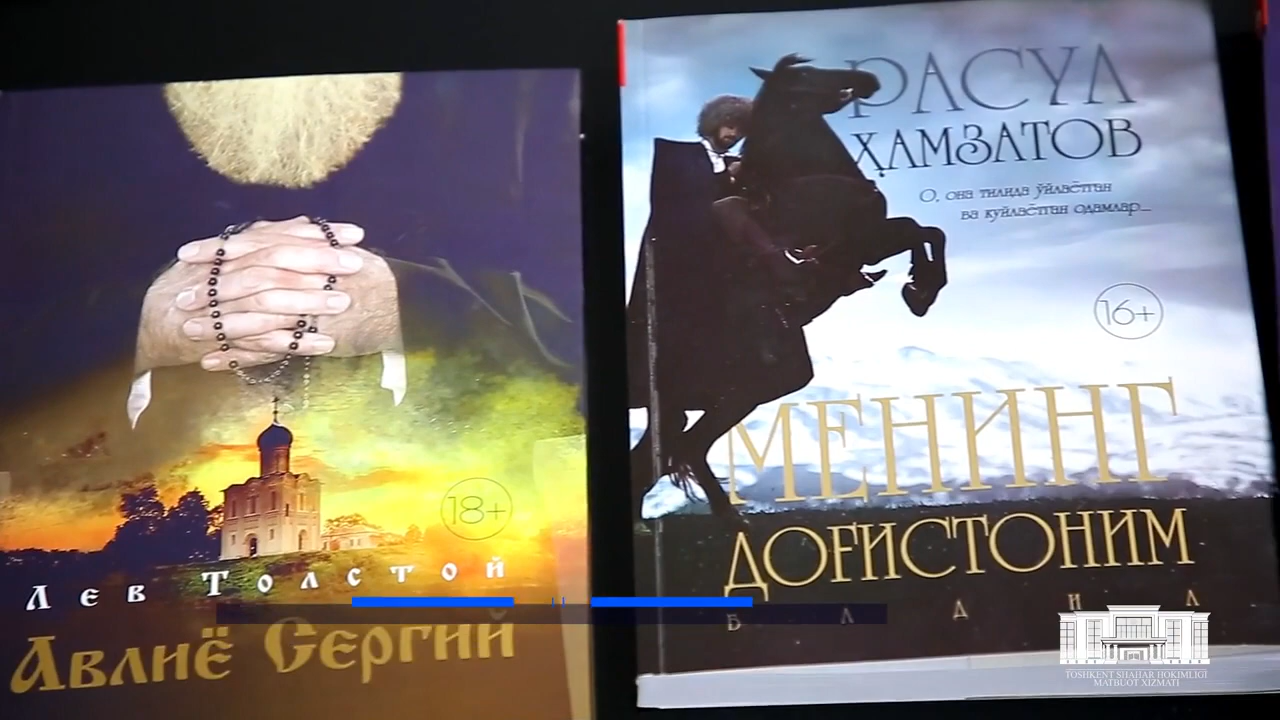 18+
Лев Толстой
Авлиё Сергий
РАСУЛ
ҲАМЗАТОВ
О, она тилида ўйлаётган
ва куйлаётган одамлар...
16+
МЕНИНГ
ДОҒИСТОНИМ
TOSHKENT SHAHAR HOKIMLIGI
MATBUOT XIZMATI